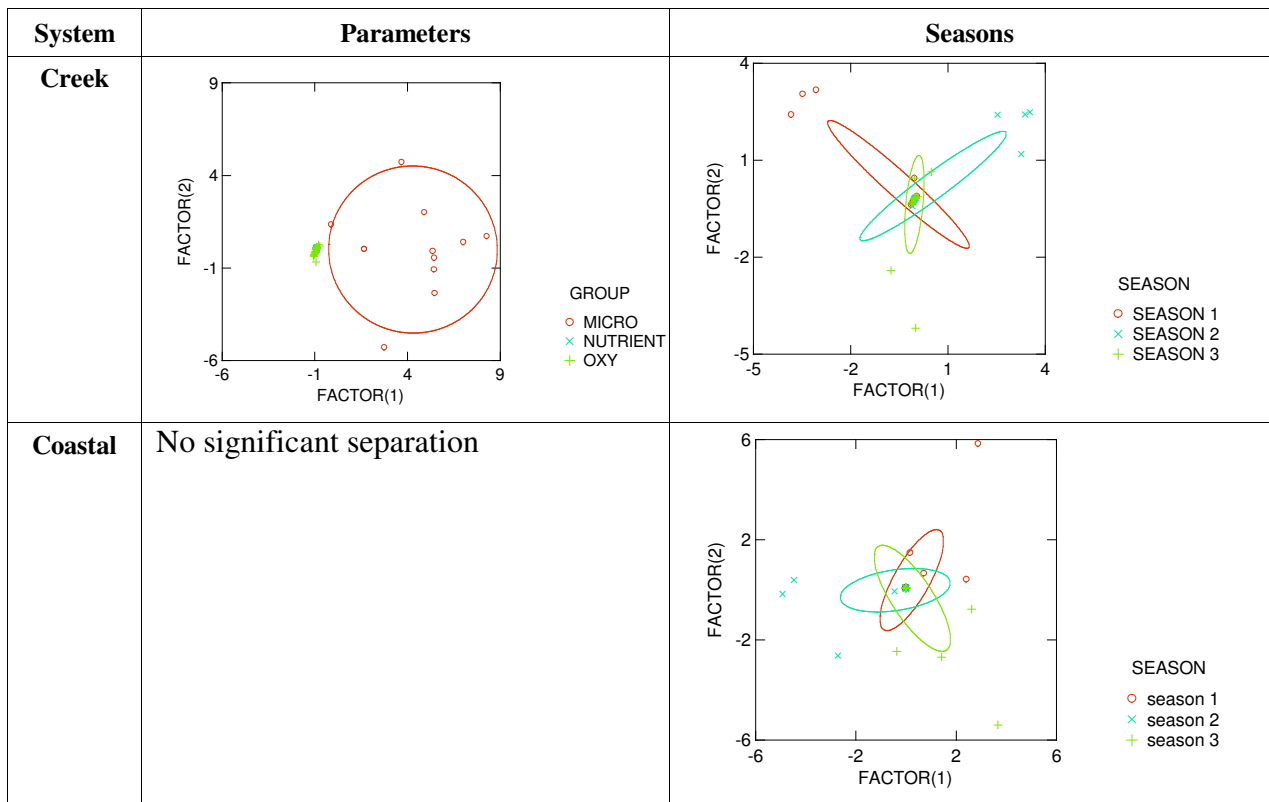 System Parameters Seasons
Creek
9
4
-1
-6
-6 -1 4 9
FACTOR(2)
FACTOR(1)
GROUP
MICRO
NUTRIENT
OXY
4
1
-2
-5
-5 -2 1 4
FACTOR(2)
FACTOR(1)
SEASON
SEASON 1
SEASON 2
SEASON 3
Coastal
No significant separation
6
2
-2
-6
-6 -2 2 6
FACTOR(2)
FACTOR(1)
SEASON
season 1
season 2
season 3